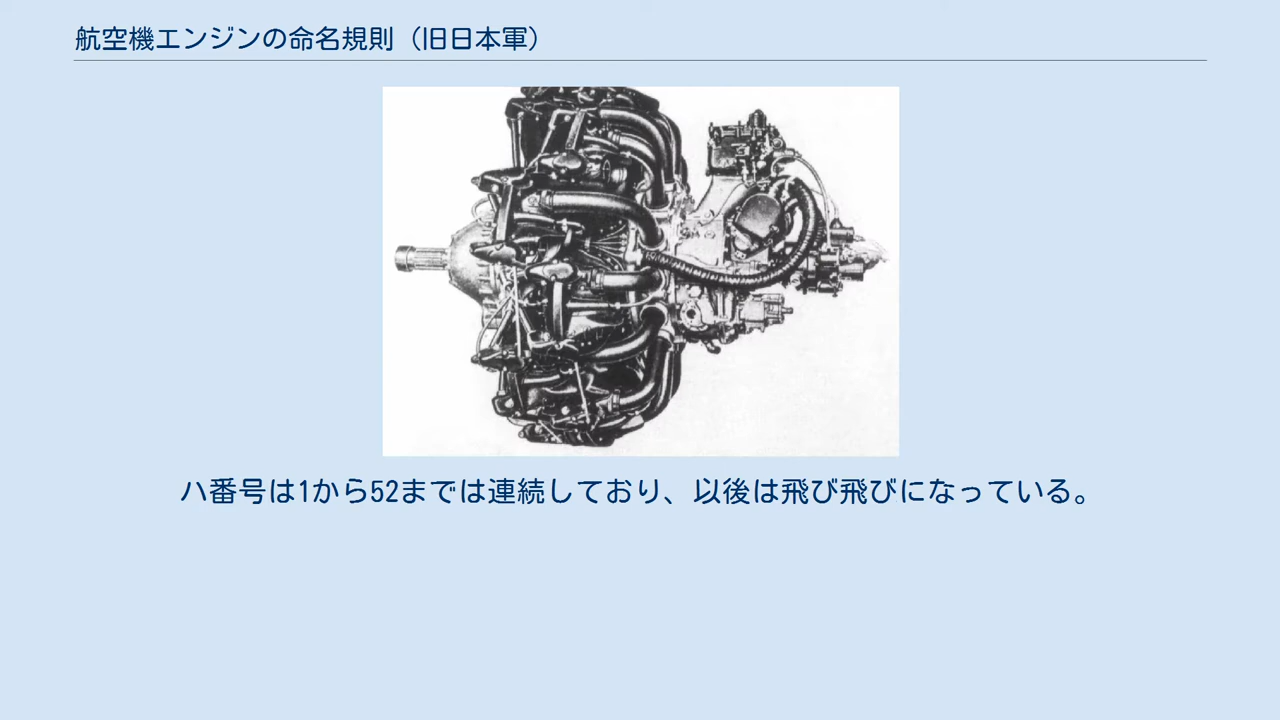 航空機エンジンの命名規則（旧日本軍）
ハ番号は1から52までは連続しており、以後は飛び飛びになっている。